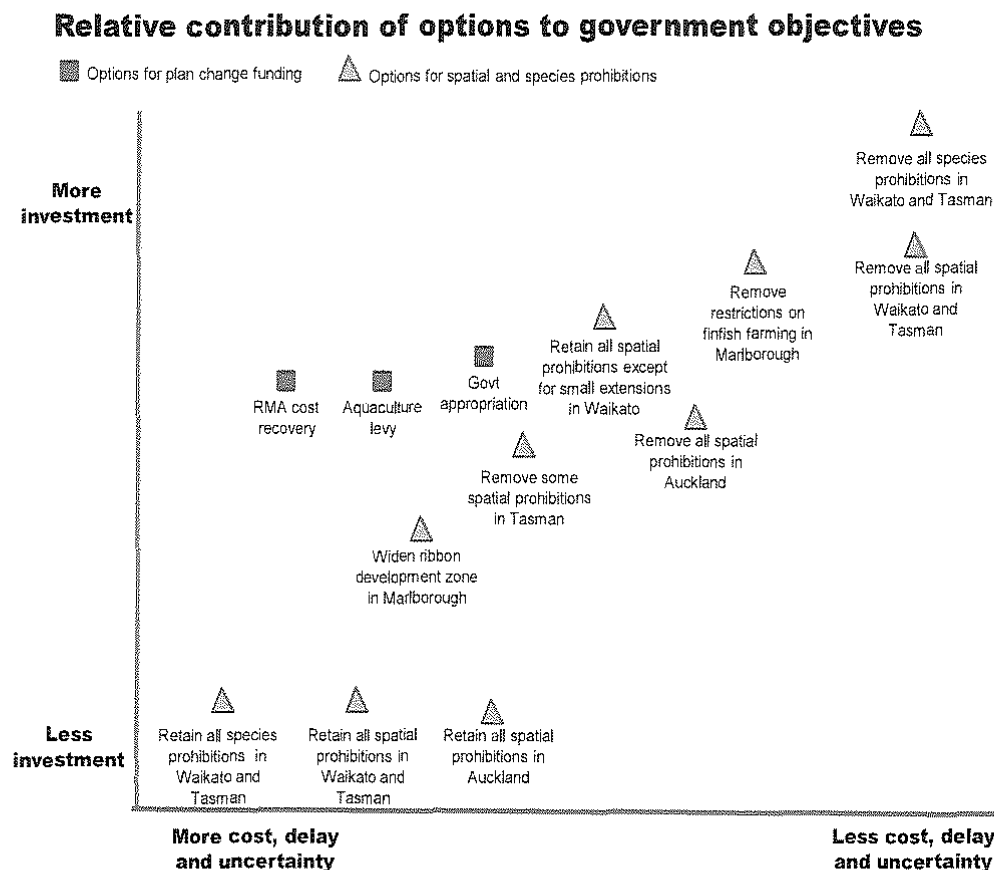 Relative contribution of options to government objectives
Options for plan change funding
Options for spatial and species prohibitions
More
investment
Remove all species
prohibitions in
Waikato and Tasman
Remove all spatial
prohibitions in
Waikato and
Tasman
Remove
restrictions on
finfish farming in
Marlborough
Retain all spatial
prohibitions except
for small extensions
in Waikato
Govt
appropriation
RMA cost
recovery
Aquaculture
levy
Remove all spatial
prohibitions in
Auckland
Remove some
spatial prohibitions
in Tasman
Widen ribbon
development zone
in Marlborough
Less
investment
Retain all species
prohibitions in
Waikato and
Tasman
Retain all spatial
prohibitions in
Waikato and
Tasman
Retain all spatial
prohibitions in
Auckland
More cost, delay
and uncertainty
Less cost, delay
and uncertainty